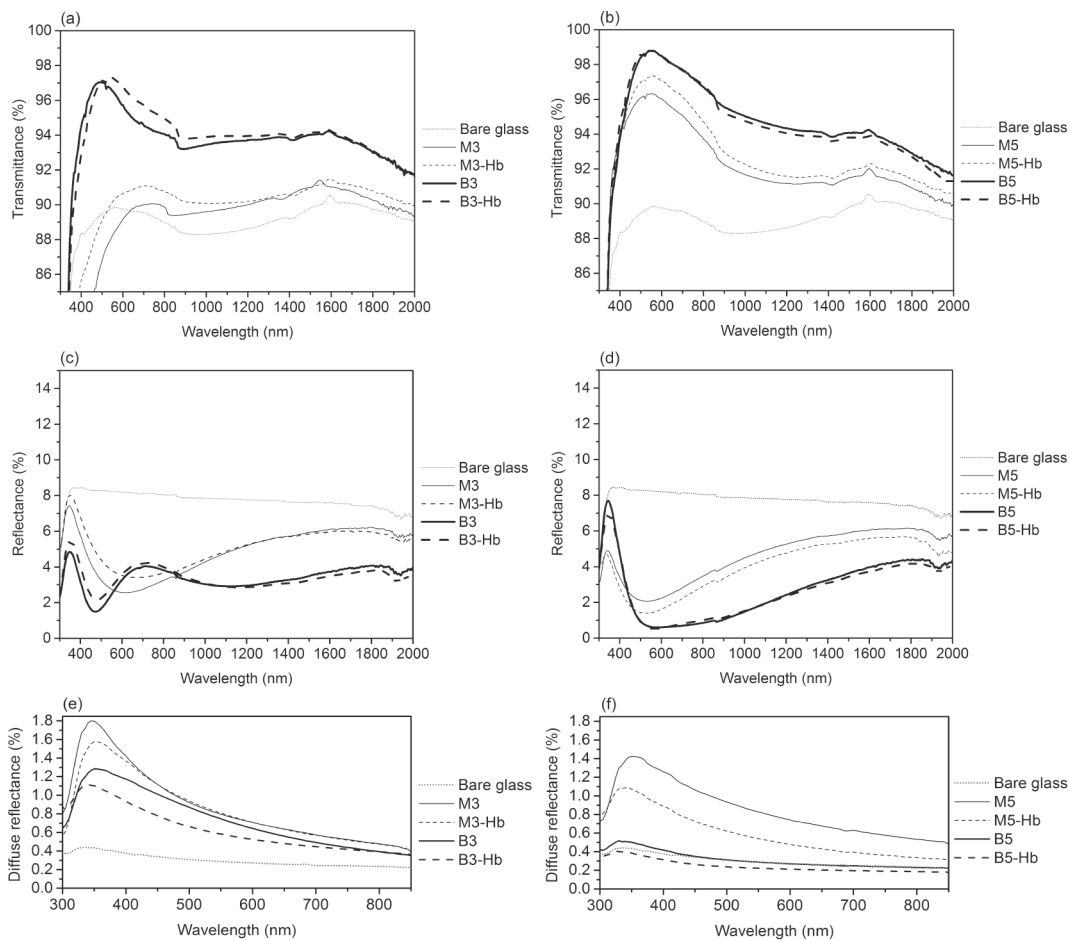 (a)
100
98
96
94
92
90
88
86
Transmittance (%)
400 600 800 1000 1200 1400 1600 1800 2000
Wavelength (nm)
Bare glass
M3
M3-Hb
B3
B3-Hb
(b)
100
98
96
94
92
90
88
86
Transmittance (%)
400 600 800 1000 1200 1400 1600 1800 2000
Wavelength (nm)
Bare glass
M5
M5-Hb
B5
B5-Hb
(c)
14
12
10
8
6
4
2
0
Reflectance (%)
400 600 800 1000 1200 1400 1600 1800 2000
Wavelength (nm)
Bare glass
M3
M3-Hb
B3
B3-Hb
(d)
14
12
10
8
6
4
2
0
Reflectance (%)
400 600 800 1000 1200 1400 1600 1800 2000
Wavelength (nm)
Bare glass
M5
M5-Hb
B5
B5-Hb
(e)
1.8
1.6
1.4
1.2
1.0
0.8
0.6
0.4
0.2
0.0
Diffuse reflectance (%)
300 400 500 600 700 800
Wavelength (nm)
Bare glass
M3
M3-Hb
B3
B3-Hb
(f)
1.8
1.6
1.4
1.2
1.0
0.8
0.6
0.4
0.2
0.0
Diffuse reflectance (%)
300 400 500 600 700 800
Wavelength (nm)
Bare glass
M5
M5-Hb
B5
B5-Hb